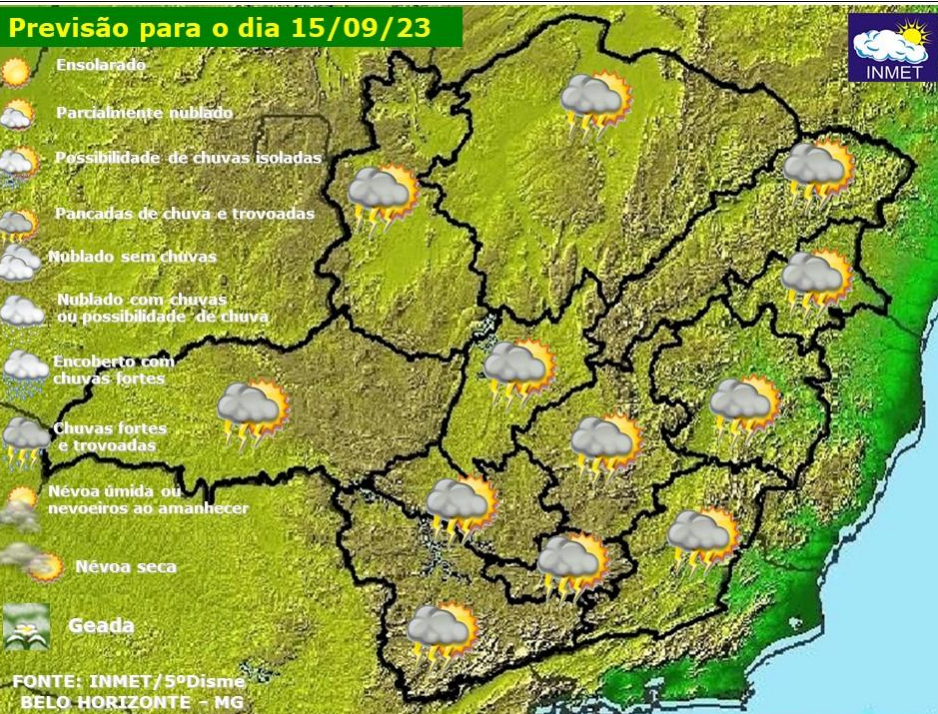 Previsão para o dia 15/09/23
INMET
Ensolarado
Parcialmente nublado
Possibilidade de chuvas isoladas
Pancadas de chuva e trovoadas
Nublado sem chuvas
Nublado com chuvas
ou possibilidade de chuva
Encoberto com
chuvas fortes
Chuvas fortes
e trovoadas
Névoa úmida ou
nevoeiros ao amanhecer
Névoa seca
Geada
FONTE: INMET/5ºDisme
BELO HORIZONTE - MG